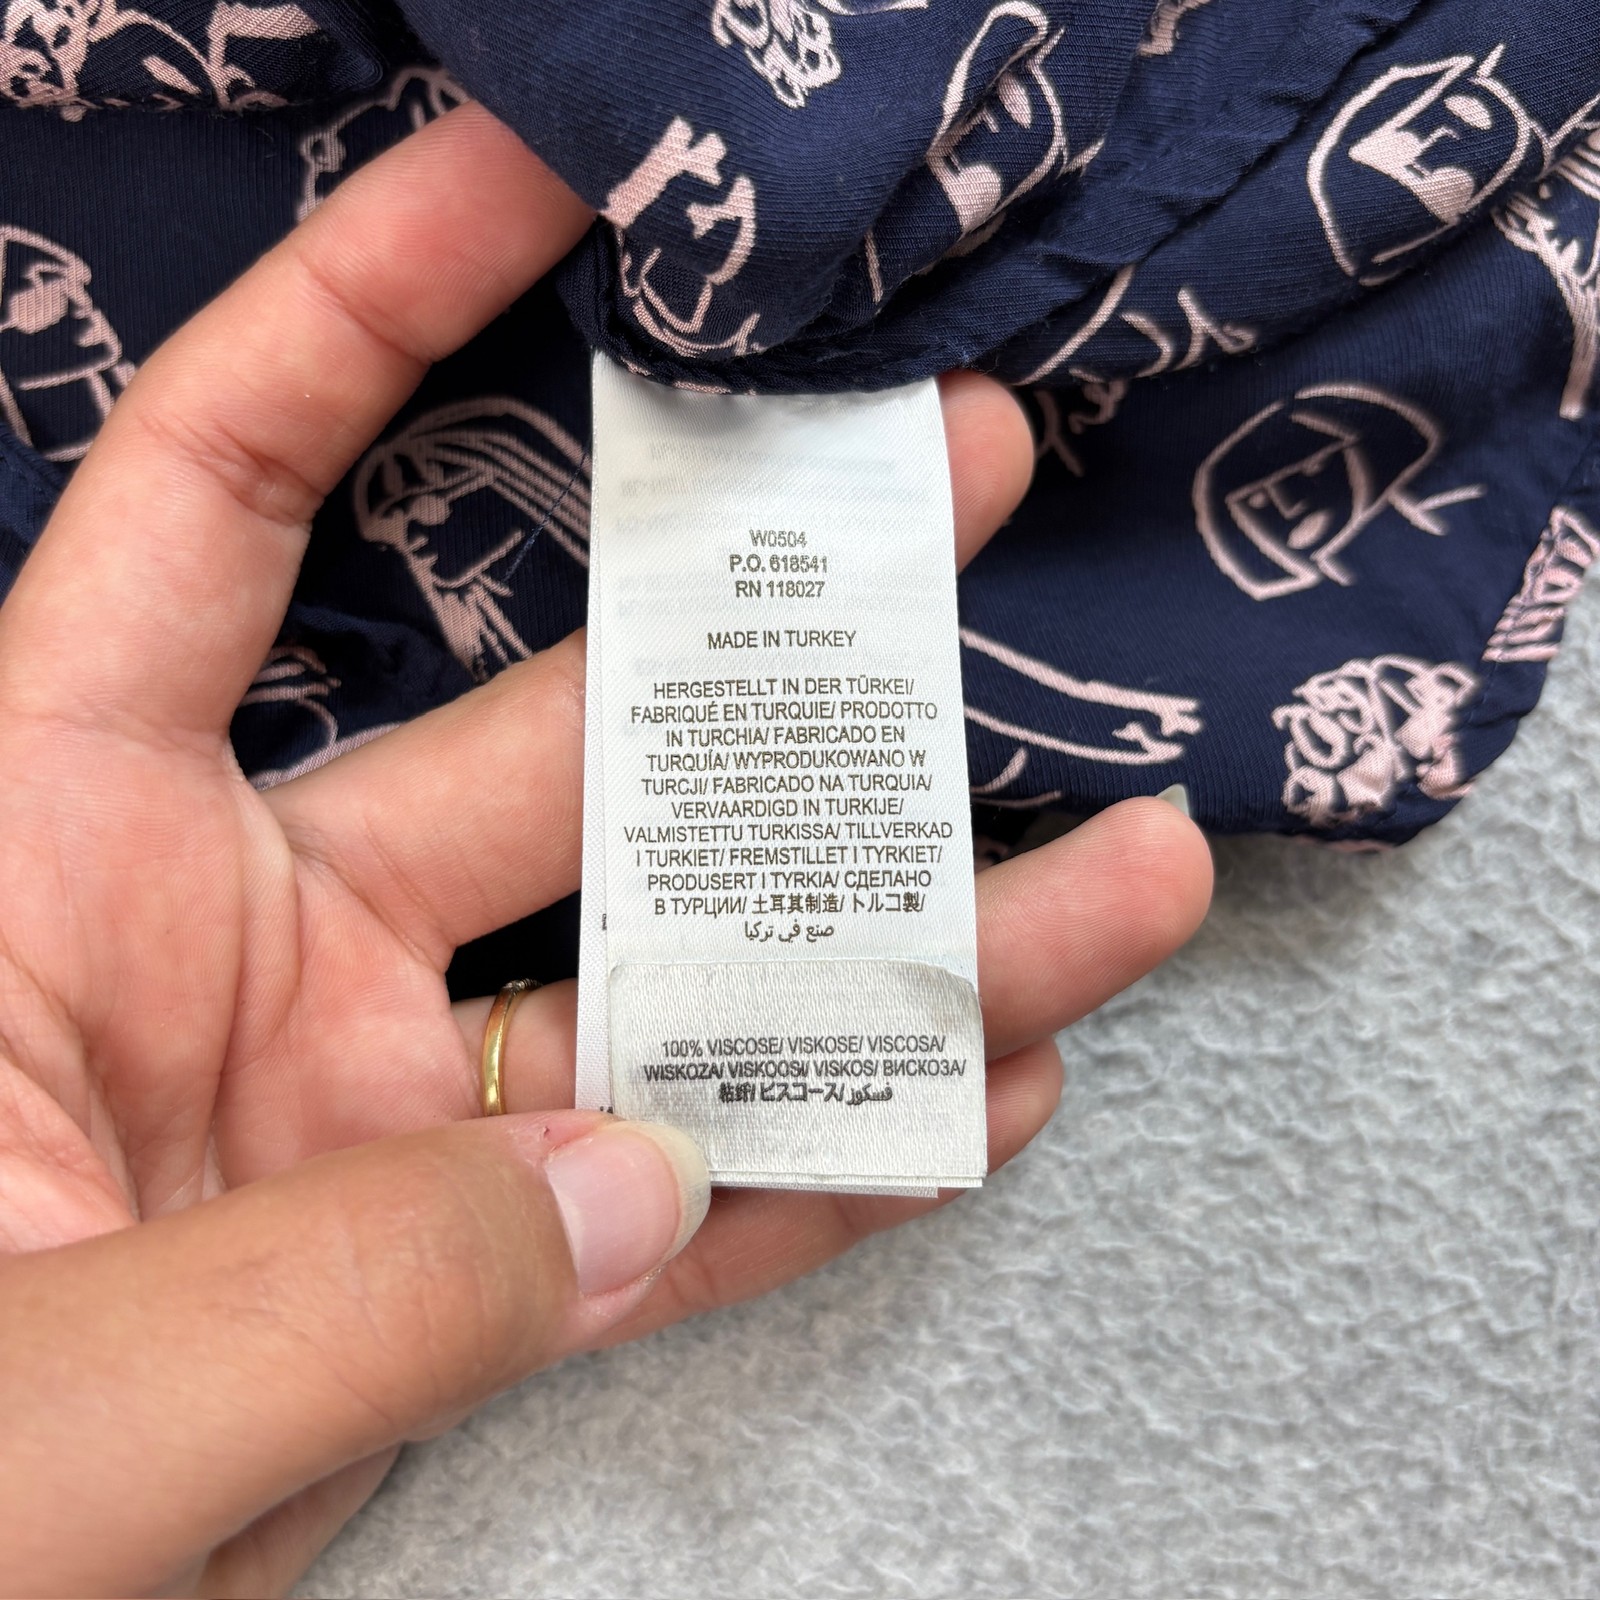 W0504
P.O. 618541
RN 118027
MADE IN TURKEY
HERGESTELLT IN DER TÜRKEI/
FABRIQUÉ EN TURQUIE/ PRODOTTO
IN TURCHIA/ FABRICADO EN
TURQUÍA/ WYPRODUKOWANO W
TURCJI/ FABRICADO NA TURQUIA/
VERVAARDIGD IN TURKIJE/
VALMISTETTU TURKISSA/ TILLVERKAD
I TURKIET/ FREMSTILLET I TYRKIET/
PRODUSERT I TYRKIA/ СДЕЛАНО
В ТУРЦИИ/ 土耳其制造/ トルコ製/
صنع في تركيا
100% VISCOSE/ VISKOSE/ VISCOSA/
WISKOZA/ VISKOOSI/ VISKOS/ ВИСКОЗА/
粘纤/ ビスコース/ فسكوز